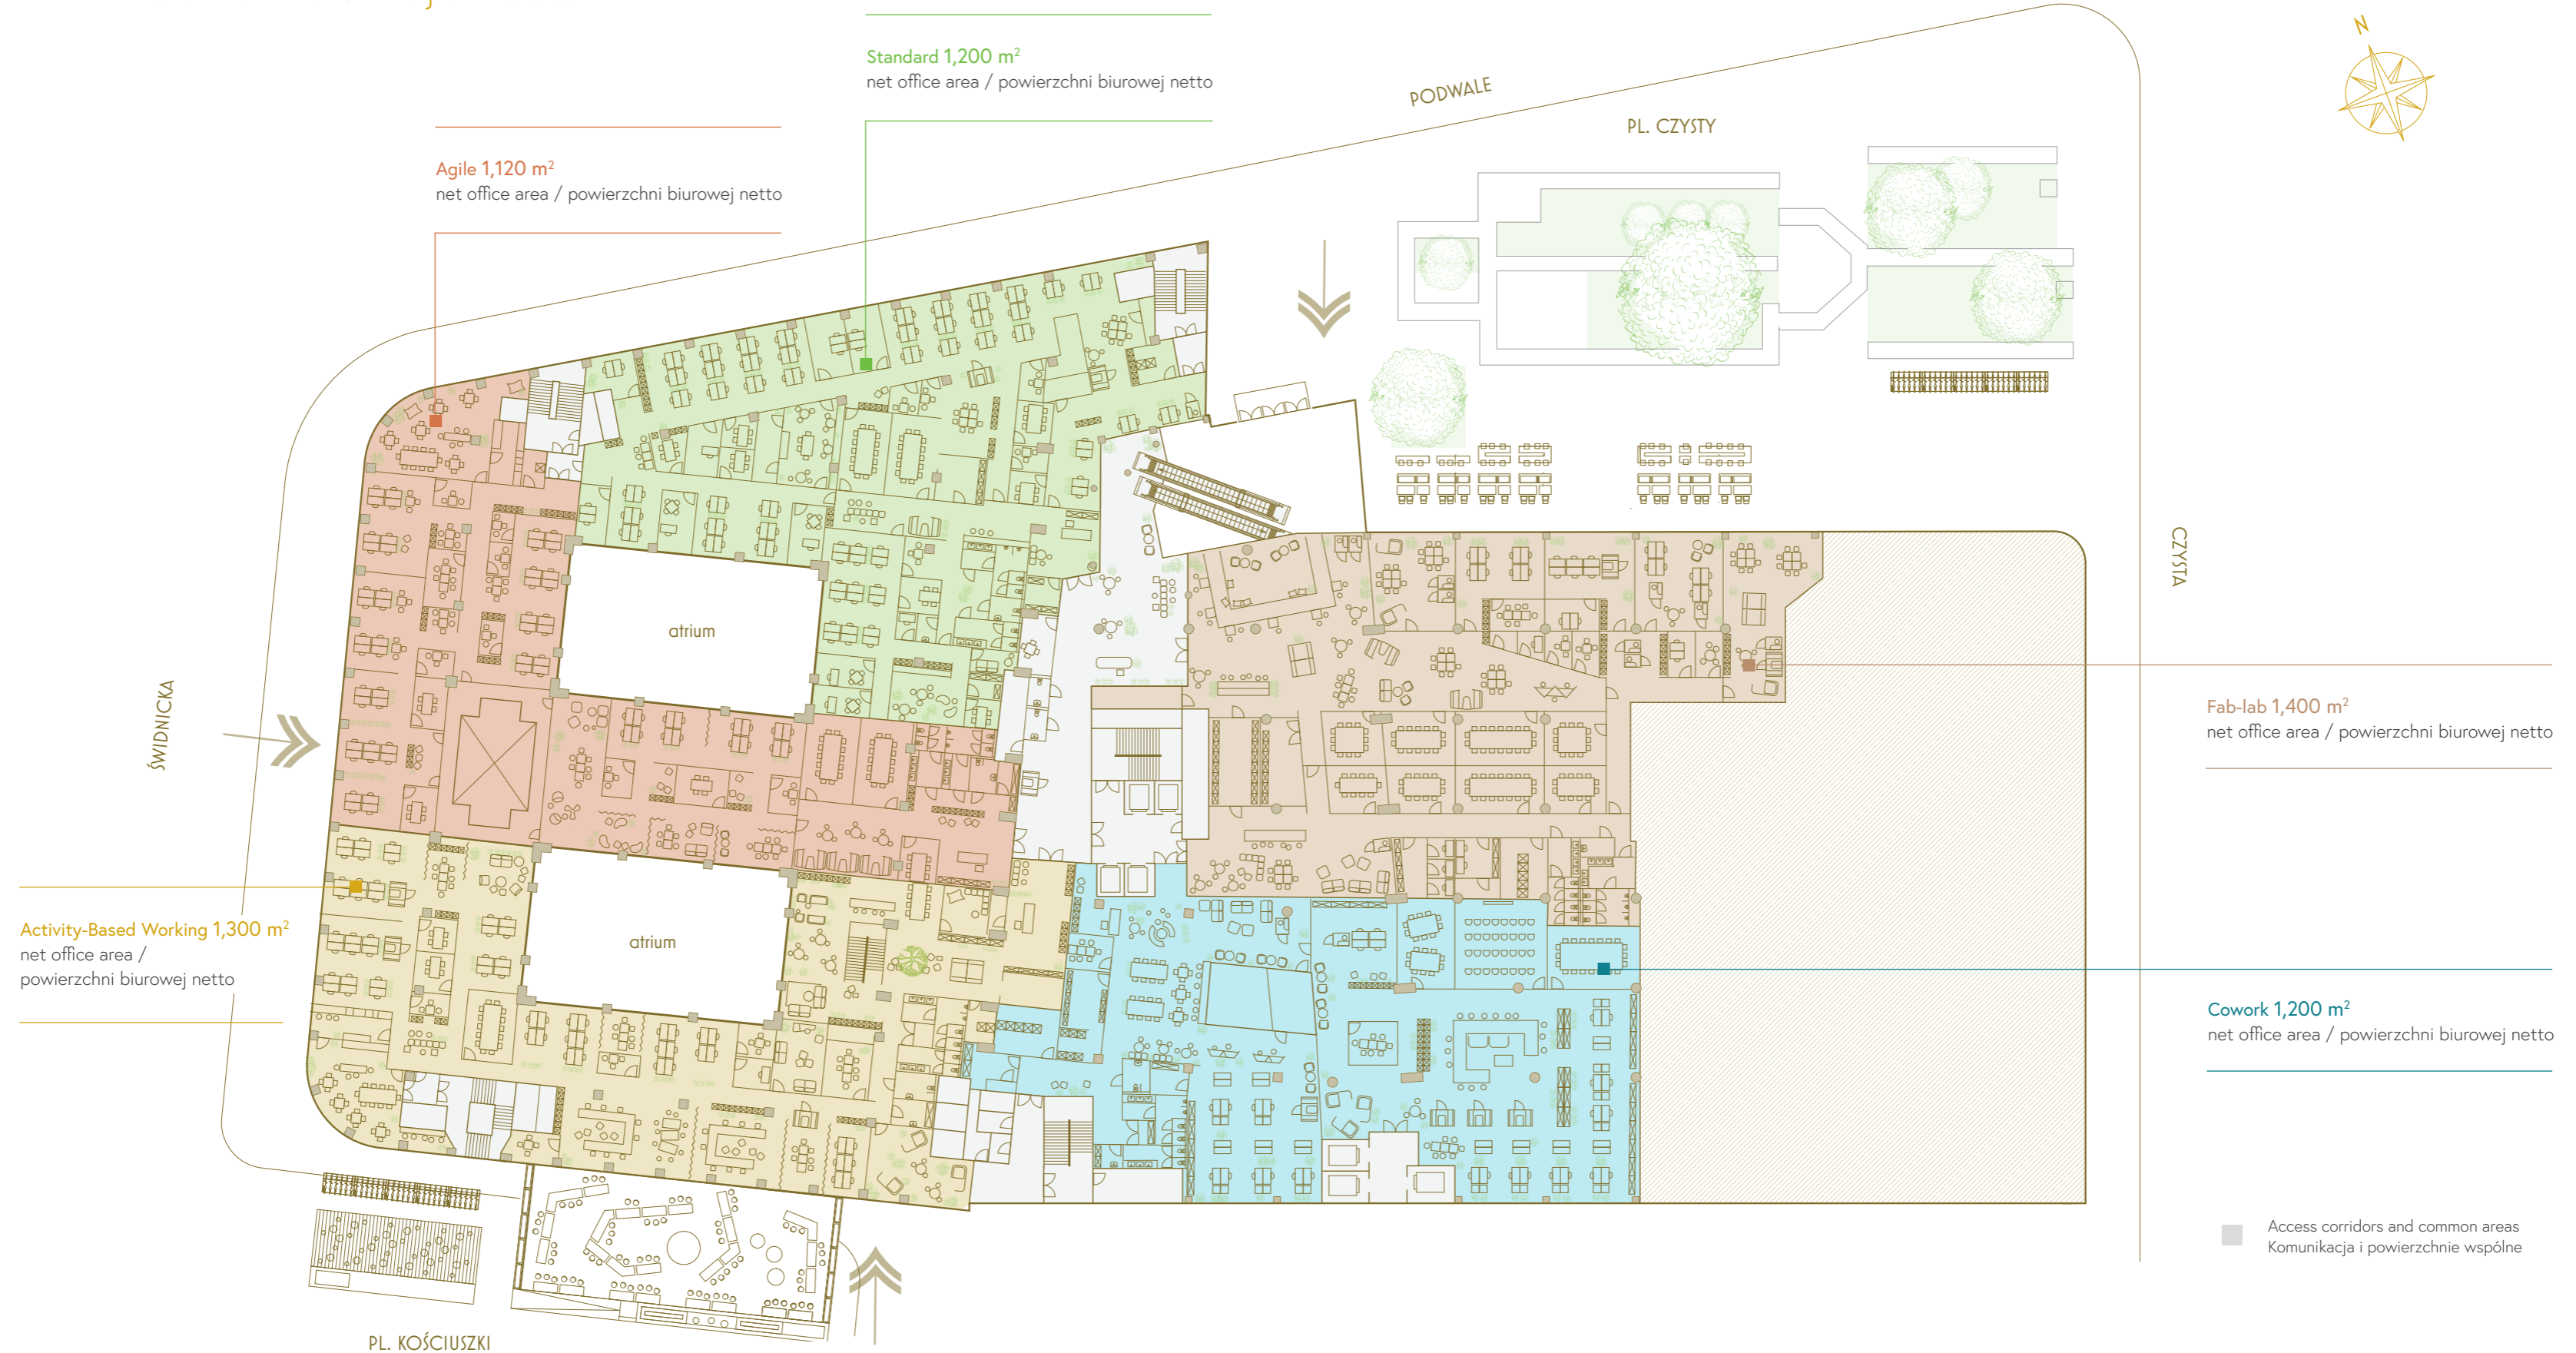 Standard 1,200 m²
net office area / powierzchni biurowej netto
Agile 1,120 m²
net office area / powierzchni biurowej netto
PODWALE
PL. CZYSTY
N
CZYSTA
atrium
ŚWIDNICKA
Fab-lab 1,400 m²
net office area / powierzchni biurowej netto
Activity-Based Working 1,300 m²
net office area /
powierzchni biurowej netto
atrium
Cowork 1,200 m²
net office area / powierzchni biurowej netto
Access corridors and common areas
Komunikacja i powierzchnie wspólne
PL. KOŚCIUSZKI